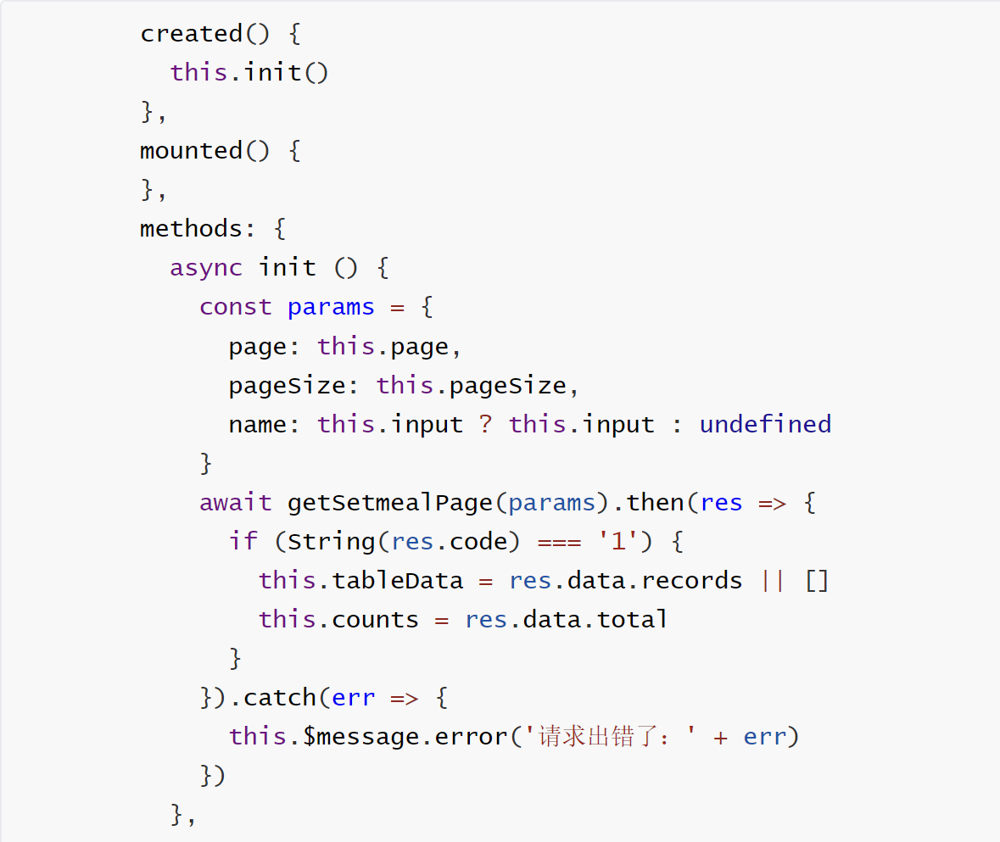 created() {
  this.init()
},
mounted() {
},
methods: {
  async init () {
    const params = {
      page: this.page,
      pageSize: this.pageSize,
      name: this.input ? this.input : undefined
    }
    await getSetmealPage(params).then(res => {
      if (String(res.code) === '1') {
        this.tableData = res.data.records || []
        this.counts = res.data.total
      }
    }).catch(err => {
      this.$message.error('请求出错了：' + err)
    })
  },